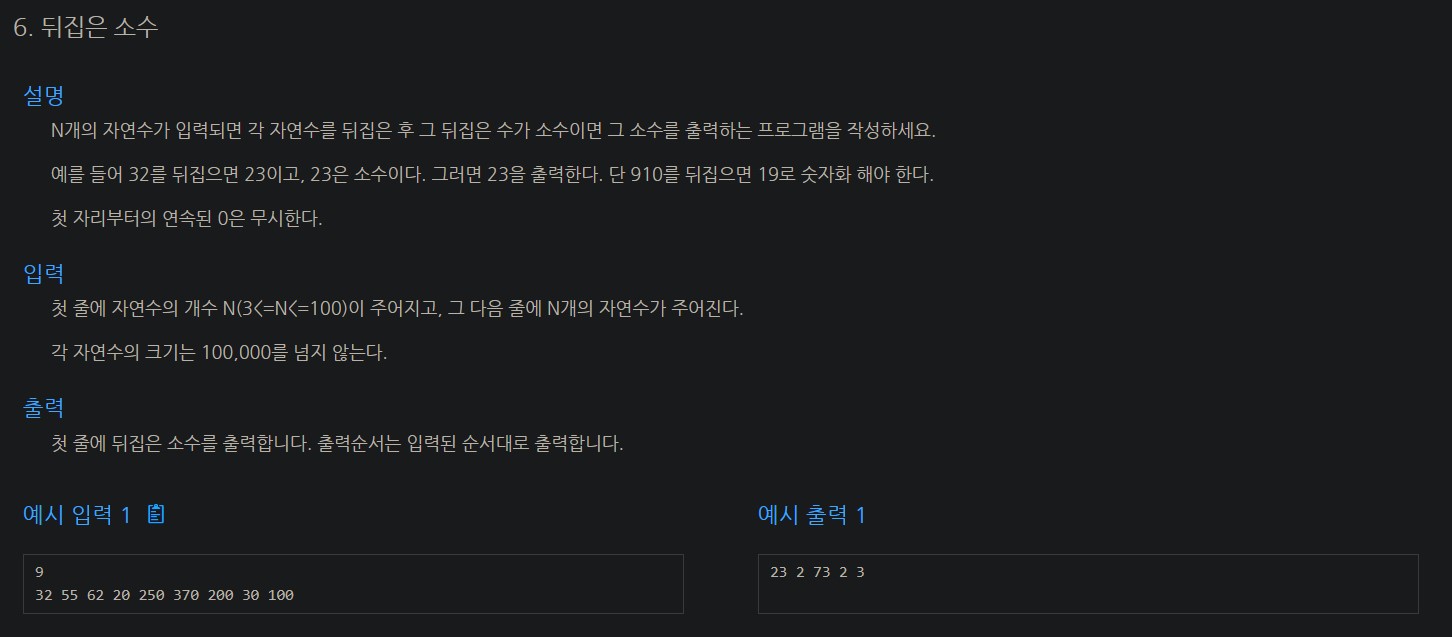 6. 뒤집은 소수
설명
N개의 자연수가 입력되면 각 자연수를 뒤집은 후 그 뒤집은 수가 소수이면 그 소수를 출력하는 프로그램을 작성하세요.
예를 들어 32를 뒤집으면 23이고, 23은 소수이다. 그러면 23을 출력한다. 단 910를 뒤집으면 19로 숫자화 해야 한다.
첫 자리부터의 연속된 0은 무시한다.
입력
첫 줄에 자연수의 개수 N(3<=N<=100)이 주어지고, 그 다음 줄에 N개의 자연수가 주어진다.
각 자연수의 크기는 100,000를 넘지 않는다.
출력
첫 줄에 뒤집은 소수를 출력합니다. 출력순서는 입력된 순서대로 출력합니다.
예시 입력 1
9
32 55 62 20 250 370 200 30 100
예시 출력 1
23 2 73 2 3